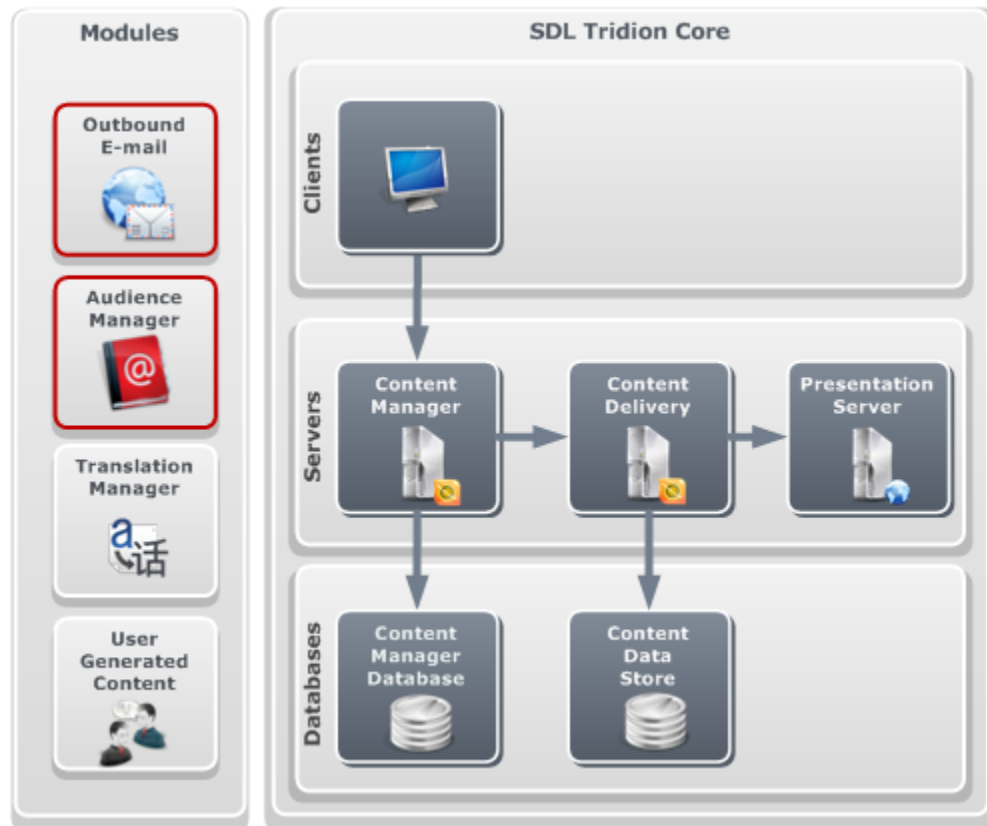 Modules
Outbound
E-mail
Audience
Manager
@
Translation
Manager
a
话
User
Generated
Content
SDL Tridion Core
Clients
Servers
Content
Manager
Content
Delivery
Presentation
Server
Databases
Content
Manager
Database
Content
Data
Store